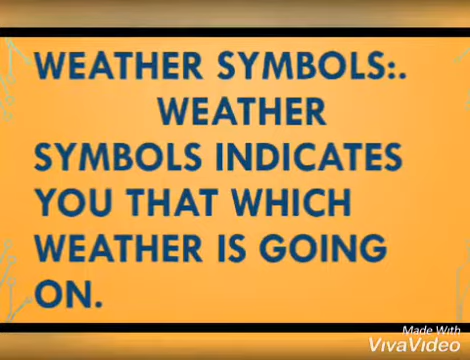 WEATHER SYMBOLS:.
WEATHER
SYMBOLS INDICATES
YOU THAT WHICH
WEATHER IS GOING
ON.
Made With
VivaVideo